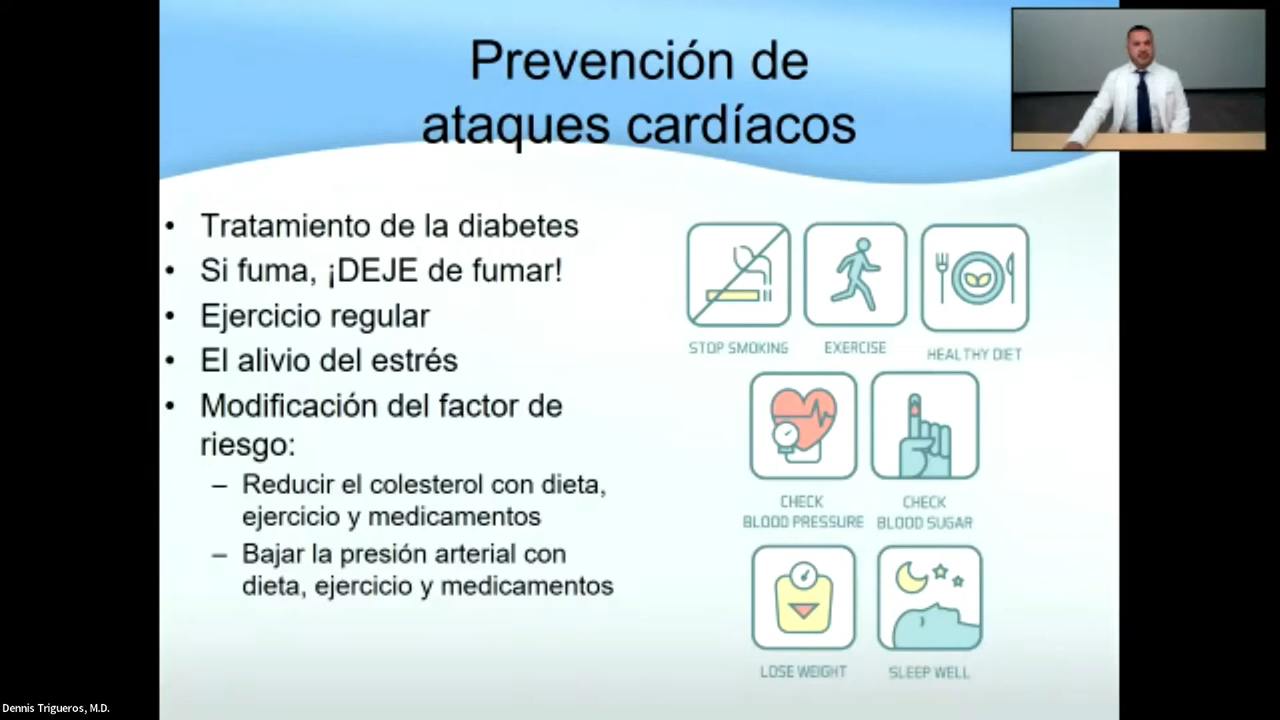 Prevención de
ataques cardíacos
• Tratamiento de la diabetes
• Si fuma, ¡DEJE de fumar!
• Ejercicio regular
• El alivio del estrés
• Modificación del factor de
riesgo:
– Reducir el colesterol con dieta,
ejercicio y medicamentos
– Bajar la presión arterial con
dieta, ejercicio y medicamentos
STOP SMOKING
EXERCISE
HEALTHY DIET
CHECK
BLOOD PRESSURE
CHECK
BLOOD SUGAR
LOSE WEIGHT
SLEEP WELL
Dennis Trigueros, M.D.